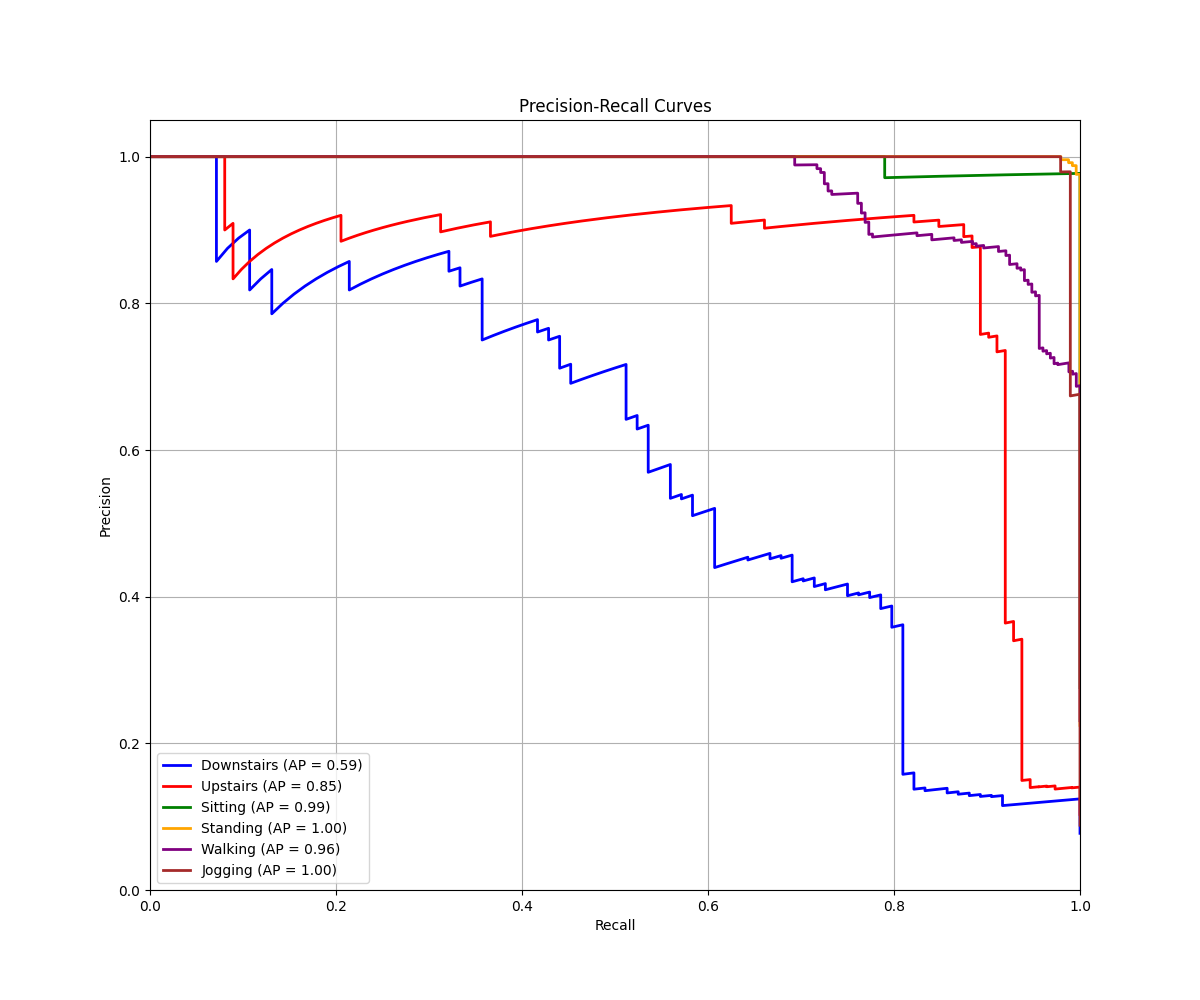 Precision-Recall Curves
Precision
1.0
0.8
0.6
0.4
0.2
0.0
Downstairs (AP = 0.59)
Upstairs (AP = 0.85)
Sitting (AP = 0.99)
Standing (AP = 1.00)
Walking (AP = 0.96)
Jogging (AP = 1.00)
0.0 0.2 0.4 0.6 0.8 1.0
Recall